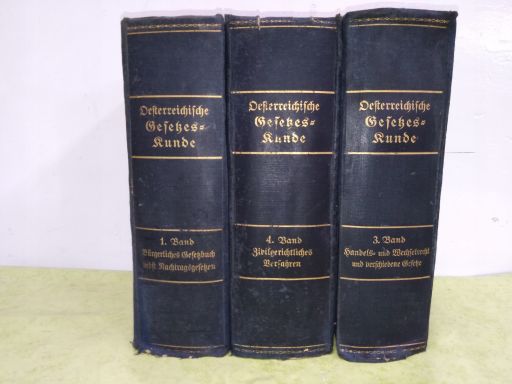 Oesterreichische
Gesetzes=
Kunde
1. Band
Bürgerliches Gesetzbuch
nebst Nachtragsgesetzen
Oesterreichische
Gesetzes=
Kunde
4. Band
Zivilgerichtliches
Verfahren
Oesterreichische
Gesetzes=
Kunde
3. Band
Handels- und Wechselrecht
und verschiedene Gesetze